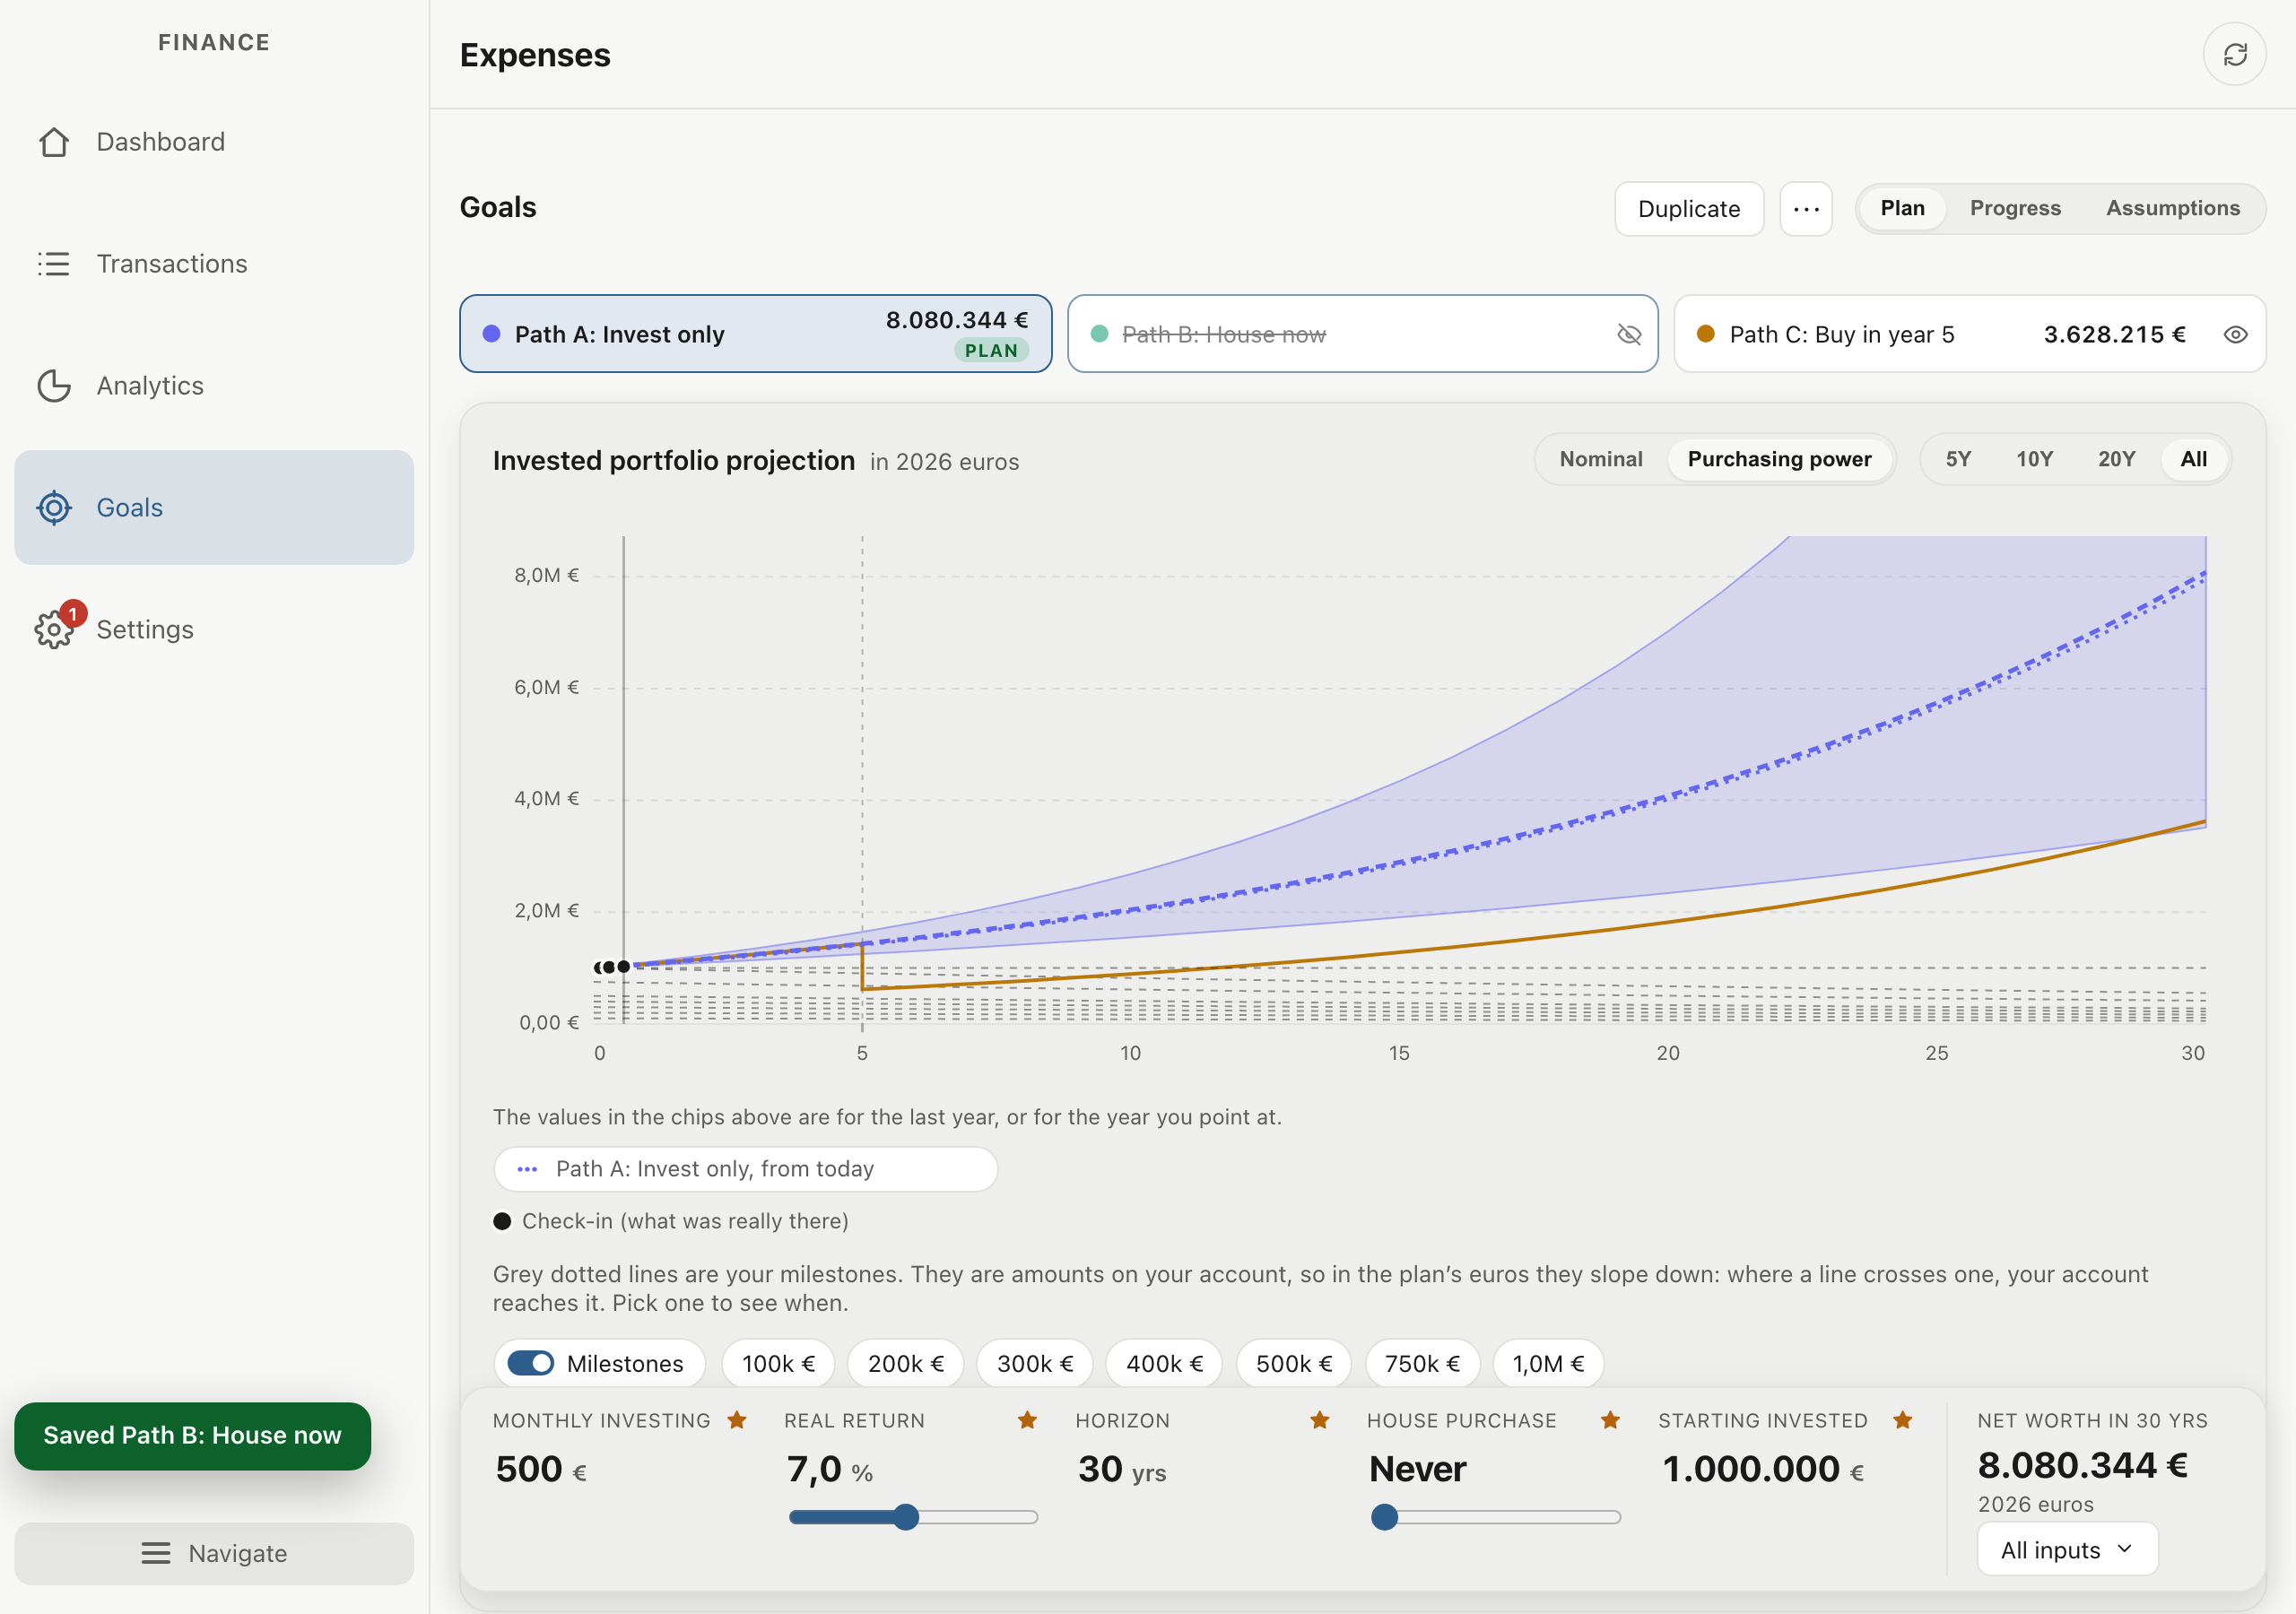 FINANCE
Dashboard
Transactions
Analytics
Goals
1
Settings
Saved Path B: House now
Navigate
Expenses
Goals
Duplicate
Plan
Progress
Assumptions
Path A: Invest only
8.080.344 €
PLAN
Path B: House now
Path C: Buy in year 5
3.628.215 €
Invested portfolio projection in 2026 euros
Nominal
Purchasing power
5Y
10Y
20Y
All
8,0M €
6,0M €
4,0M €
2,0M €
0,00 €
0
5
10
15
20
25
30
The values in the chips above are for the last year, or for the year you point at.
Path A: Invest only, from today
Check-in (what was really there)
Grey dotted lines are your milestones. They are amounts on your account, so in the plan’s euros they slope down: where a line crosses one, your account
reaches it. Pick one to see when.
Milestones
100k €
200k €
300k €
400k €
500k €
750k €
1,0M €
MONTHLY INVESTING
500 €
REAL RETURN
7,0 %
HORIZON
30 yrs
HOUSE PURCHASE
Never
STARTING INVESTED
1.000.000 €
NET WORTH IN 30 YRS
8.080.344 €
2026 euros
All inputs